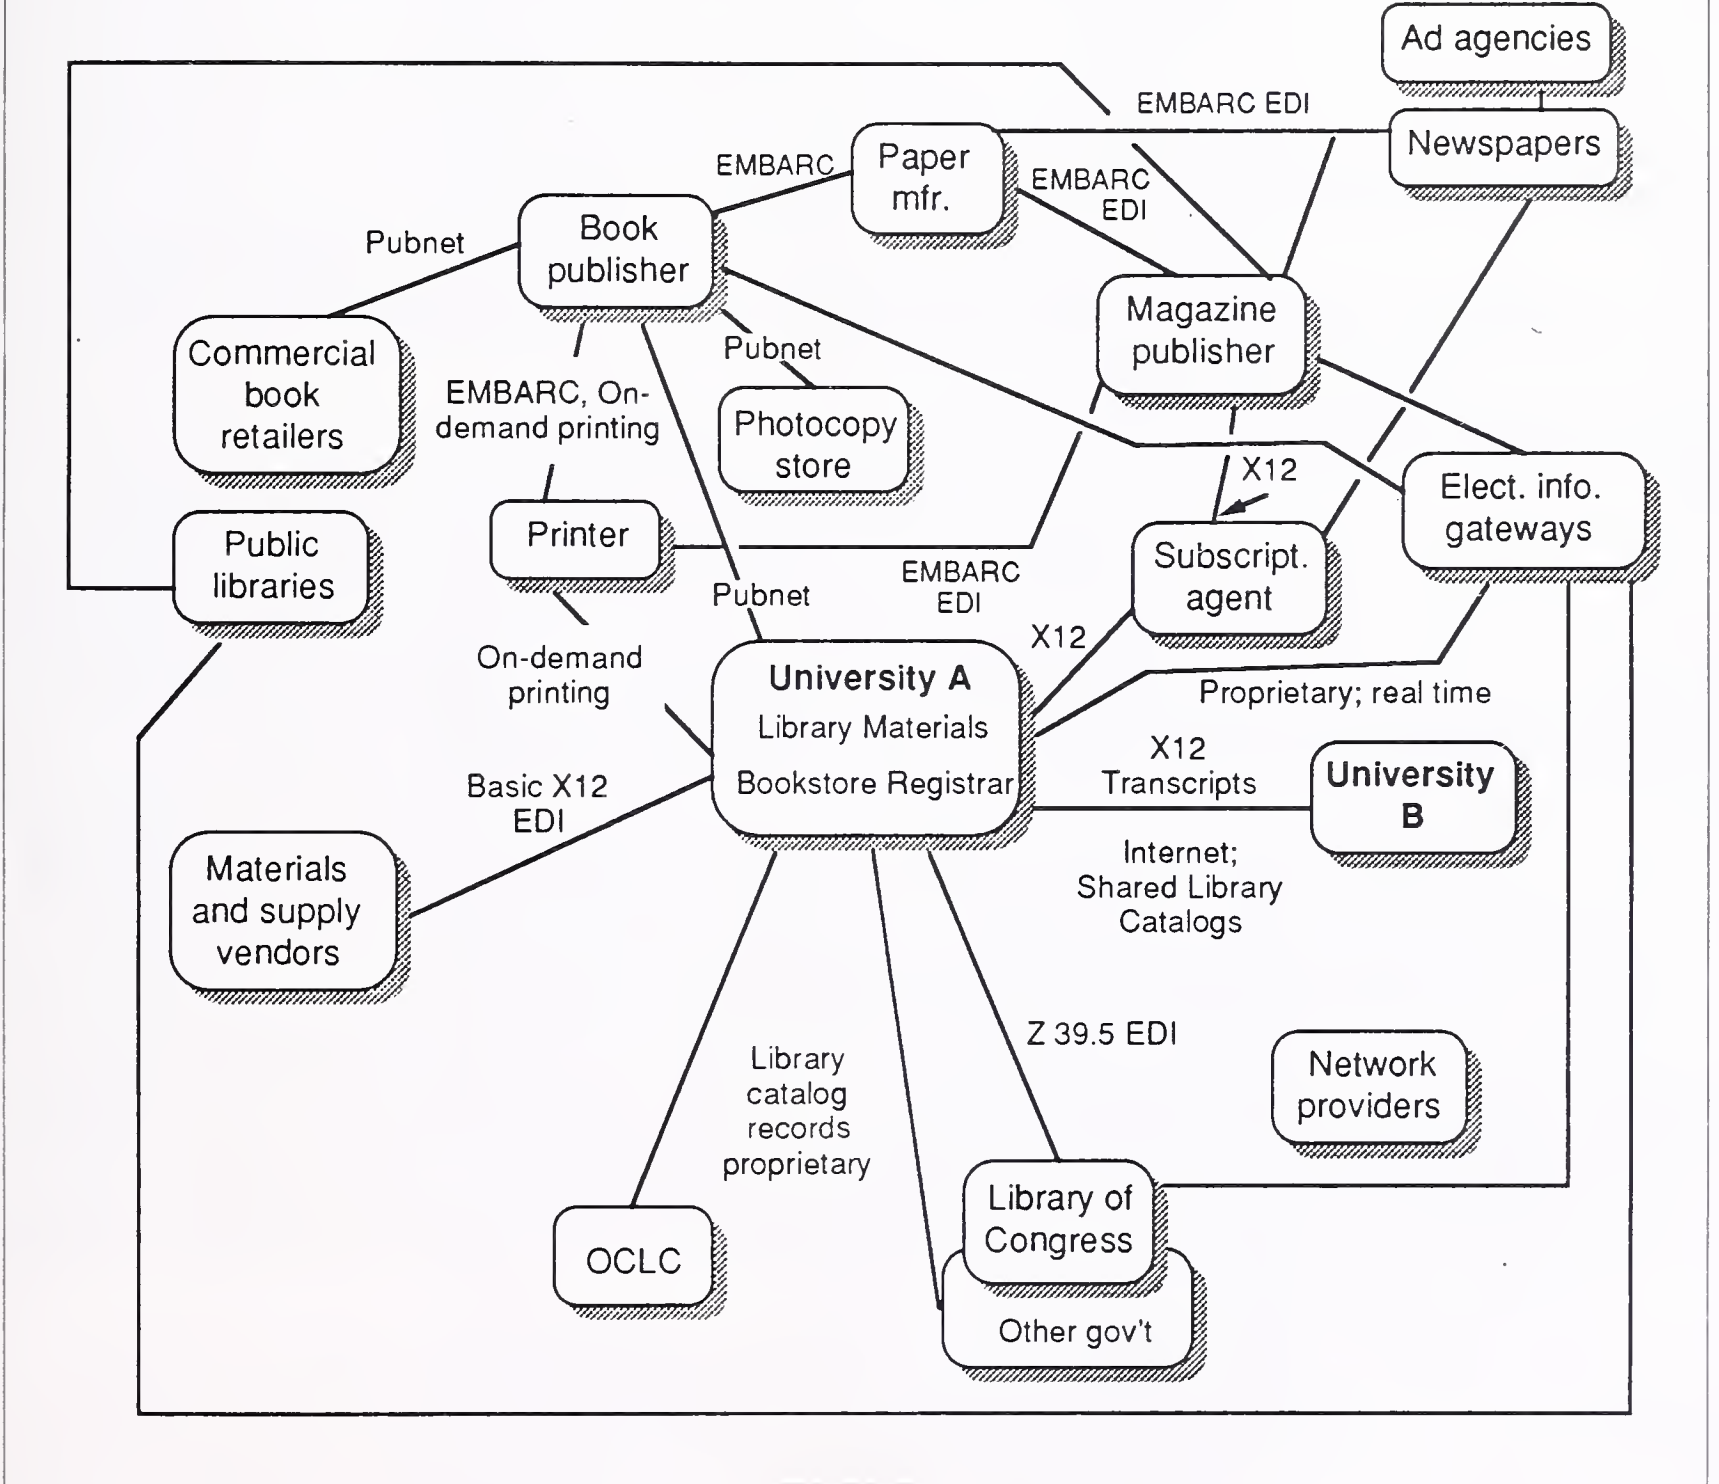 Ad agencies
EMBARC EDI
Newspapers
EMBARC
Paper
mfr.
EMBARC
EDI
Book
publisher
Pubnet
Magazine
publisher
Commercial
book
retailers
Pubnet
EMBARC, On-
demand printing
Photocopy
store
X12
Elect. info.
gateways
Printer
Public
libraries
Subscript.
agent
EMBARC
EDI
Pubnet
X12
On-demand
printing
University A
Library Materials
Bookstore Registrar
Proprietary; real time
X12
Transcripts
University
B
Basic X12
EDI
Internet;
Shared Library
Catalogs
Materials
and supply
vendors
Z 39.5 EDI
Library
catalog
records
proprietary
Network
providers
Library of
Congress
OCLC
Other gov't